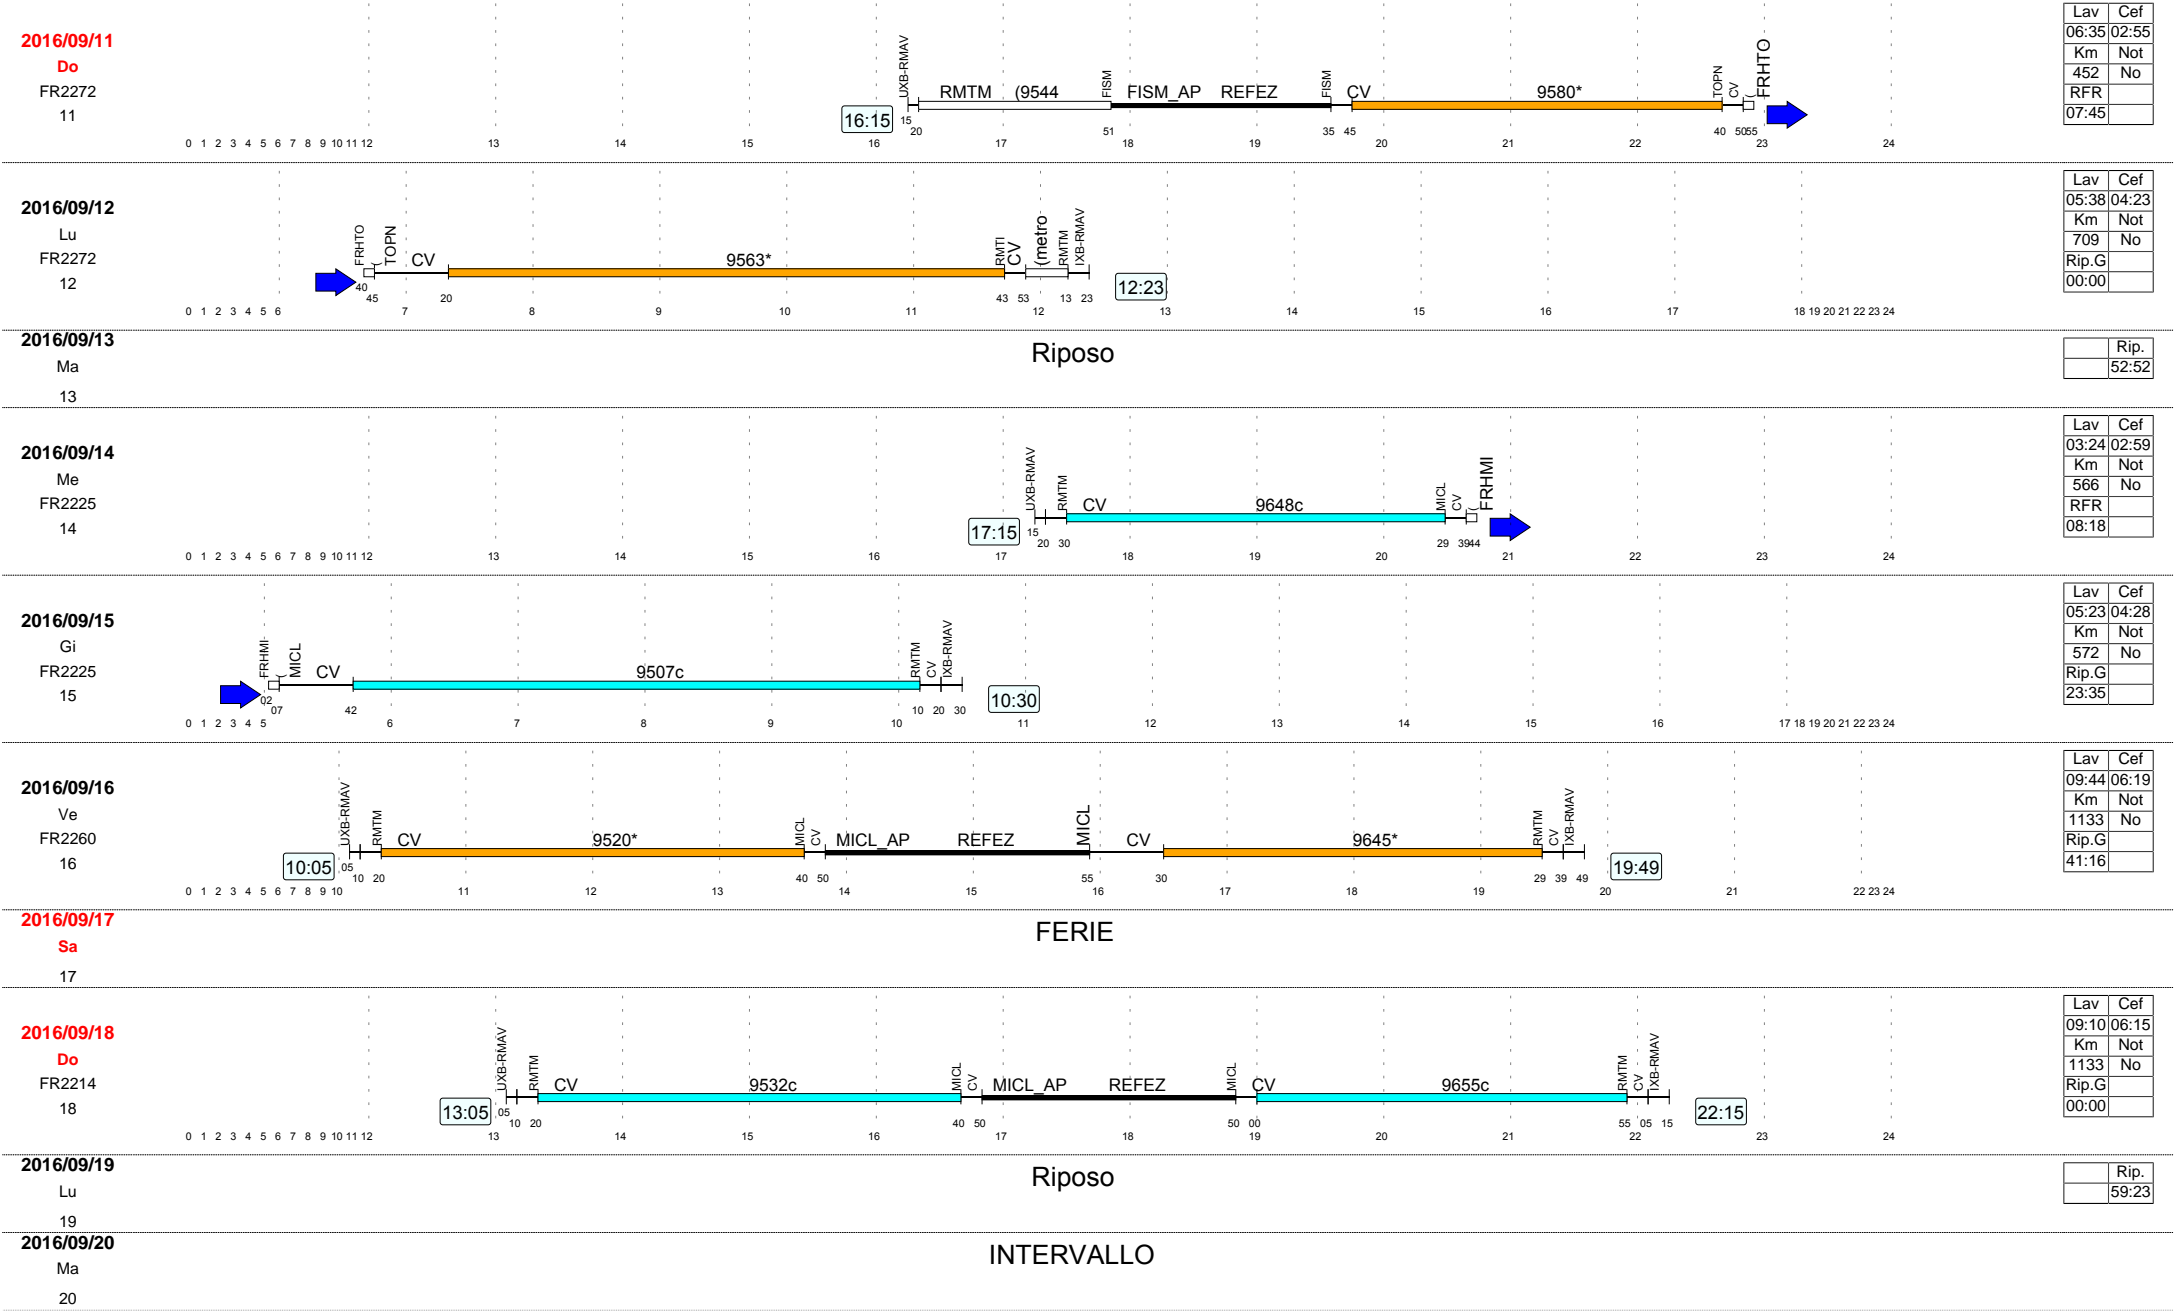 2016/09/11
Do
FR2272
11
16:15
UXB-RMAV
RMTM (9544
FISM
FISM_AP REFEZ
FISM
CV
9580*
TOPN
CV
(
FRHTO
15 20 51 35 45 40 50 55
0 1 2 3 4 5 6 7 8 9 10 11 12 13 14 15 16 17 18 19 20 21 22 23 24
Lav Cef
06:35 02:55
Km Not
452 No
RFR
07:45
2016/09/12
Lu
FR2272
12
FRHTO
(
TOPN
CV
9563*
RMTI
CV
(metro
RMTM
IXB-RMAV
12:23
40 45 20 43 53 13 23
0 1 2 3 4 5 6 7 8 9 10 11 12 13 14 15 16 17 18 19 20 21 22 23 24
Lav Cef
05:38 04:23
Km Not
709 No
Rip.G
00:00
2016/09/13
Ma
13
Riposo
Rip.
52:52
2016/09/14
Me
FR2225
14
17:15
UXB-RMAV
RMTM
CV
9648c
MICL
CV
(
FRHMI
15 20 30 29 39 44
0 1 2 3 4 5 6 7 8 9 10 11 12 13 14 15 16 17 18 19 20 21 22 23 24
Lav Cef
03:24 02:59
Km Not
566 No
RFR
08:18
2016/09/15
Gi
FR2225
15
FRHMI
(
MICL
CV
9507c
RMTM
CV
IXB-RMAV
10:30
02 07 42 10 20 30
0 1 2 3 4 5 6 7 8 9 10 11 12 13 14 15 16 17 18 19 20 21 22 23 24
Lav Cef
05:23 04:28
Km Not
572 No
Rip.G
23:35
2016/09/16
Ve
FR2260
16
10:05
UXB-RMAV
RMTM
CV
9520*
MICL
CV
MICL_AP REFEZ
MICL
CV
9645*
RMTM
CV
IXB-RMAV
19:49
05 10 20 40 50 55 30 29 39 49
0 1 2 3 4 5 6 7 8 9 10 11 12 13 14 15 16 17 18 19 20 21 22 23 24
Lav Cef
09:44 06:19
Km Not
1133 No
Rip.G
41:16
2016/09/17
Sa
17
FERIE
2016/09/18
Do
FR2214
18
13:05
UXB-RMAV
RMTM
CV
9532c
MICL
CV
MICL_AP REFEZ
MICL
CV
9655c
RMTM
CV
IXB-RMAV
22:15
05 10 20 40 50 50 00 55 05 15
0 1 2 3 4 5 6 7 8 9 10 11 12 13 14 15 16 17 18 19 20 21 22 23 24
Lav Cef
09:10 06:15
Km Not
1133 No
Rip.G
00:00
2016/09/19
Lu
19
Riposo
Rip.
59:23
2016/09/20
Ma
20
INTERVALLO